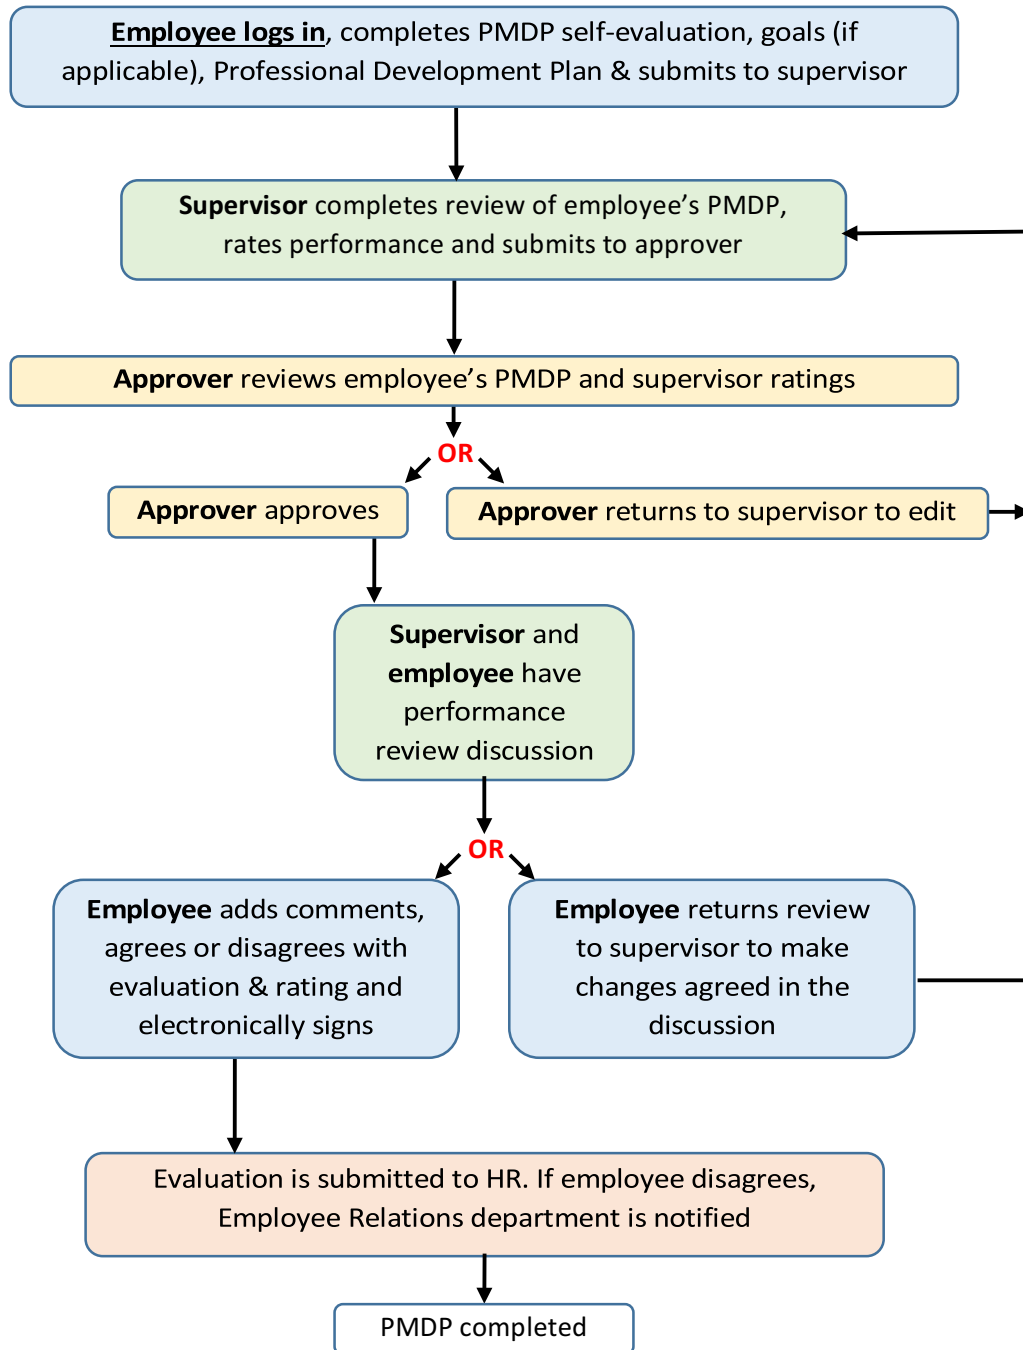 Employee logs in, completes PMDP self-evaluation, goals (if
applicable), Professional Development Plan & submits to supervisor
Supervisor completes review of employee’s PMDP,
rates performance and submits to approver
Approver reviews employee’s PMDP and supervisor ratings
OR
Approver approves
Approver returns to supervisor to edit
Supervisor and
employee have
performance
review discussion
OR
Employee adds comments,
agrees or disagrees with
evaluation & rating and
electronically signs
Employee returns review
to supervisor to make
changes agreed in the
discussion
Evaluation is submitted to HR. If employee disagrees,
Employee Relations department is notified
PMDP completed